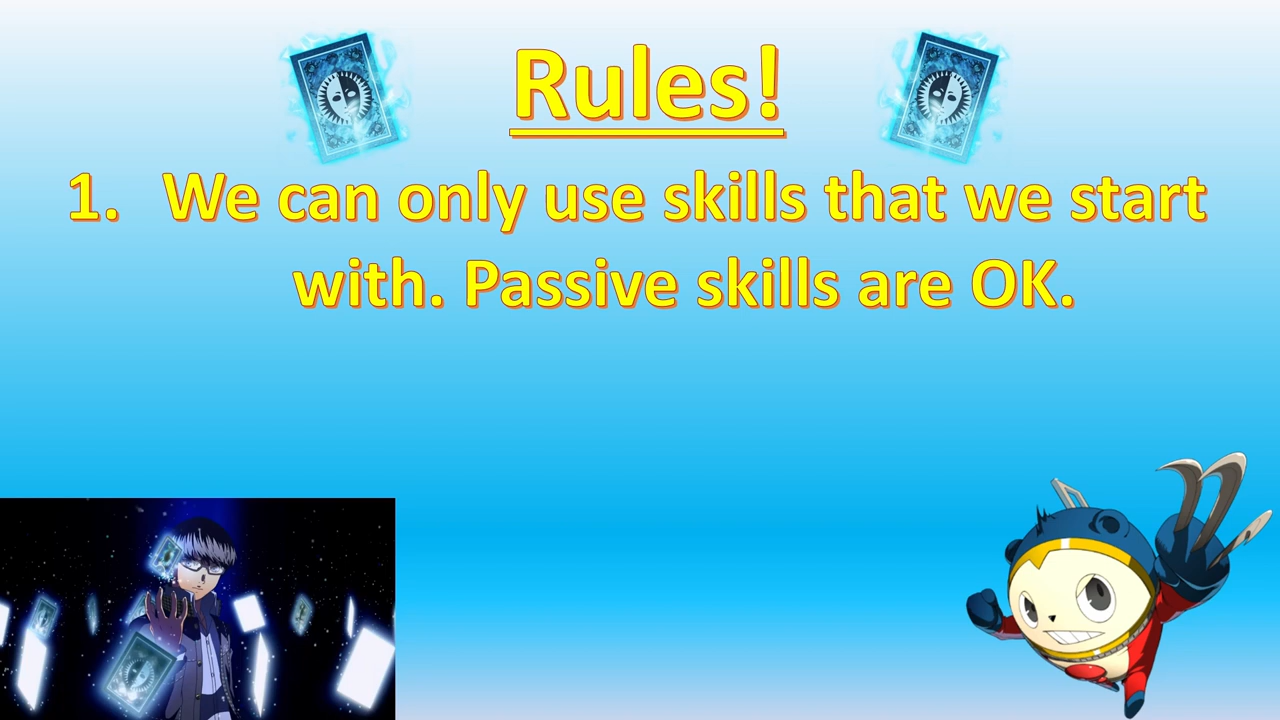 Rules!
1. We can only use skills that we start
with. Passive skills are OK.